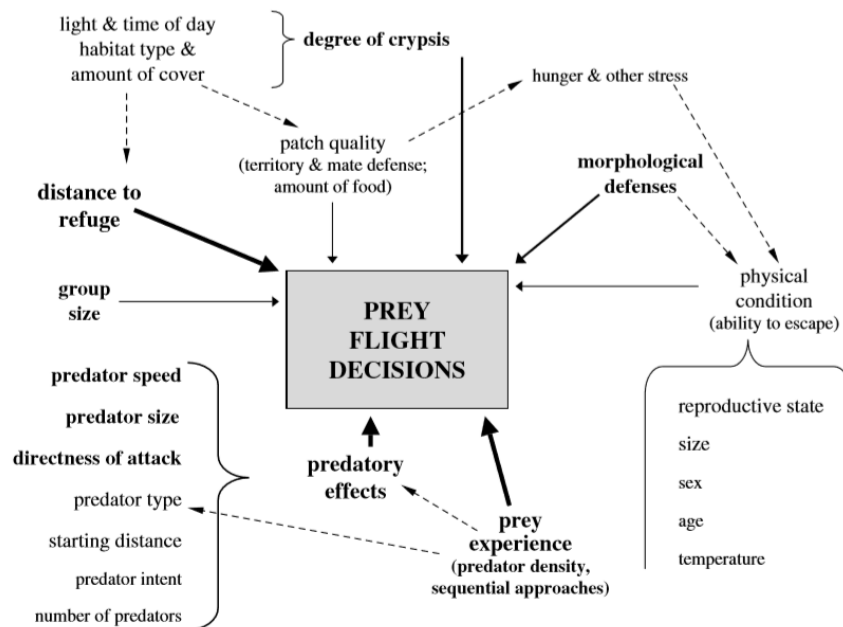 light & time of day
habitat type &
amount of cover
degree of crypsis
hunger & other stress
patch quality
(territory & mate defense;
amount of food)
morphological
defenses
distance to
refuge
group
size
PREY
FLIGHT
DECISIONS
physical
condition
(ability to escape)
predator speed
predator size
directness of attack
predator type
starting distance
predator intent
number of predators
predatory
effects
prey
experience
(predator density,
sequential approaches)
reproductive state
size
sex
age
temperature